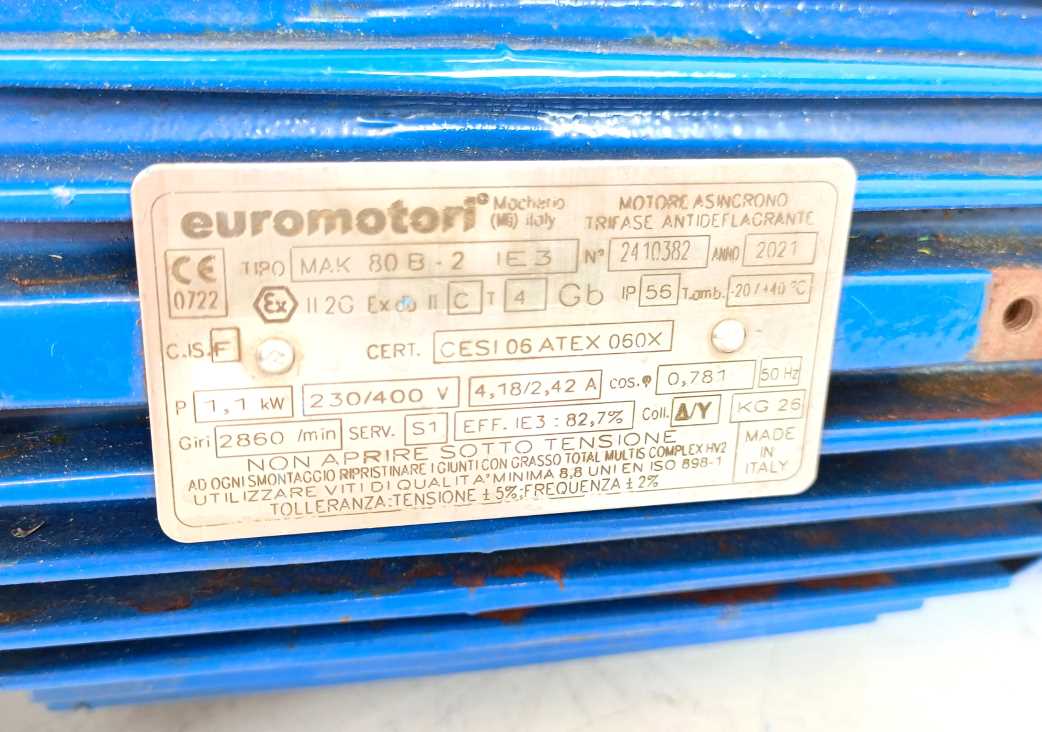 euromotori Macherio (MB) italy
MOTORE ASINCRONO
TRIFASE ANTIDEFLAGRANTE
CE 0722
TIPO MAK 80 B - 2 IE3 N° 2410382 ANNO 2021
Ex II 2G Ex db II C T 4 Gb IP 56 T.amb. -20 / +40 °C
C.IS. F CERT. CESI 06 ATEX 060X
P 1,1 kW 230/400 V 4,18/2,42 A COS.φ 0,781 50 Hz
Giri 2860 /min SERV. S1 EFF. IE3 : 82,7% Coll. Δ/Y KG 26
NON APRIRE SOTTO TENSIONE
AD OGNI SMONTAGGIO RIPRISTINARE I GIUNTI CON GRASSO TOTAL MULTIS COMPLEX HV2
UTILIZZARE VITI DI QUALITA' MINIMA 8,8 UNI EN ISO 898-1
TOLLERANZA:TENSIONE ± 5%;FREQUENZA ± 2%
MADE
IN
ITALY